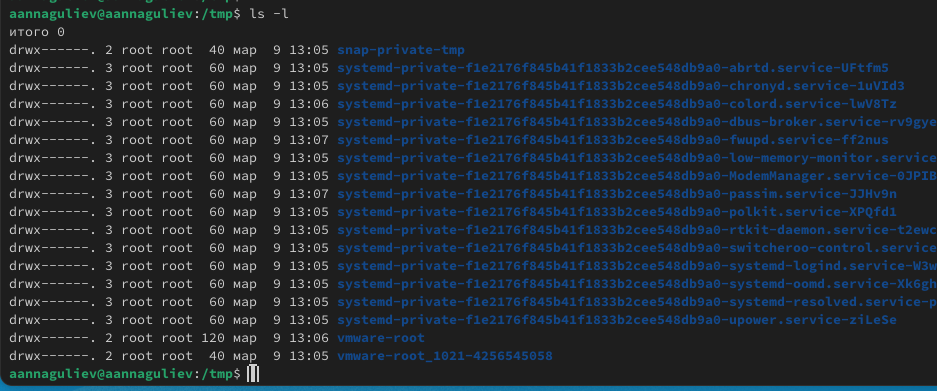 aannaguliev@aannaguliev:/tmp$ ls -l
итого 0
drwx------. 2 root root  40 мар  9 13:05 snap-private-tmp
drwx------. 3 root root  60 мар  9 13:05 systemd-private-f1e2176f845b41f1833b2cee548db9a0-abrtd.service-UFtfm5
drwx------. 3 root root  60 мар  9 13:05 systemd-private-f1e2176f845b41f1833b2cee548db9a0-chronyd.service-1uVId3
drwx------. 3 root root  60 мар  9 13:06 systemd-private-f1e2176f845b41f1833b2cee548db9a0-colord.service-lwV8Tz
drwx------. 3 root root  60 мар  9 13:05 systemd-private-f1e2176f845b41f1833b2cee548db9a0-dbus-broker.service-rv9gye
drwx------. 3 root root  60 мар  9 13:07 systemd-private-f1e2176f845b41f1833b2cee548db9a0-fwupd.service-ff2nus
drwx------. 3 root root  60 мар  9 13:05 systemd-private-f1e2176f845b41f1833b2cee548db9a0-low-memory-monitor.service
drwx------. 3 root root  60 мар  9 13:05 systemd-private-f1e2176f845b41f1833b2cee548db9a0-ModemManager.service-0JPIB
drwx------. 3 root root  60 мар  9 13:07 systemd-private-f1e2176f845b41f1833b2cee548db9a0-passim.service-JJHv9n
drwx------. 3 root root  60 мар  9 13:05 systemd-private-f1e2176f845b41f1833b2cee548db9a0-polkit.service-XPQfd1
drwx------. 3 root root  60 мар  9 13:05 systemd-private-f1e2176f845b41f1833b2cee548db9a0-rtkit-daemon.service-t2ewc
drwx------. 3 root root  60 мар  9 13:05 systemd-private-f1e2176f845b41f1833b2cee548db9a0-switcheroo-control.service
drwx------. 3 root root  60 мар  9 13:05 systemd-private-f1e2176f845b41f1833b2cee548db9a0-systemd-logind.service-W3w
drwx------. 3 root root  60 мар  9 13:05 systemd-private-f1e2176f845b41f1833b2cee548db9a0-systemd-oomd.service-Xk6gh
drwx------. 3 root root  60 мар  9 13:05 systemd-private-f1e2176f845b41f1833b2cee548db9a0-systemd-resolved.service-p
drwx------. 3 root root  60 мар  9 13:05 systemd-private-f1e2176f845b41f1833b2cee548db9a0-upower.service-ziLeSe
drwx------. 2 root root 120 мар  9 13:06 vmware-root
drwx------. 2 root root  40 мар  9 13:05 vmware-root_1021-4256545058
aannaguliev@aannaguliev:/tmp$